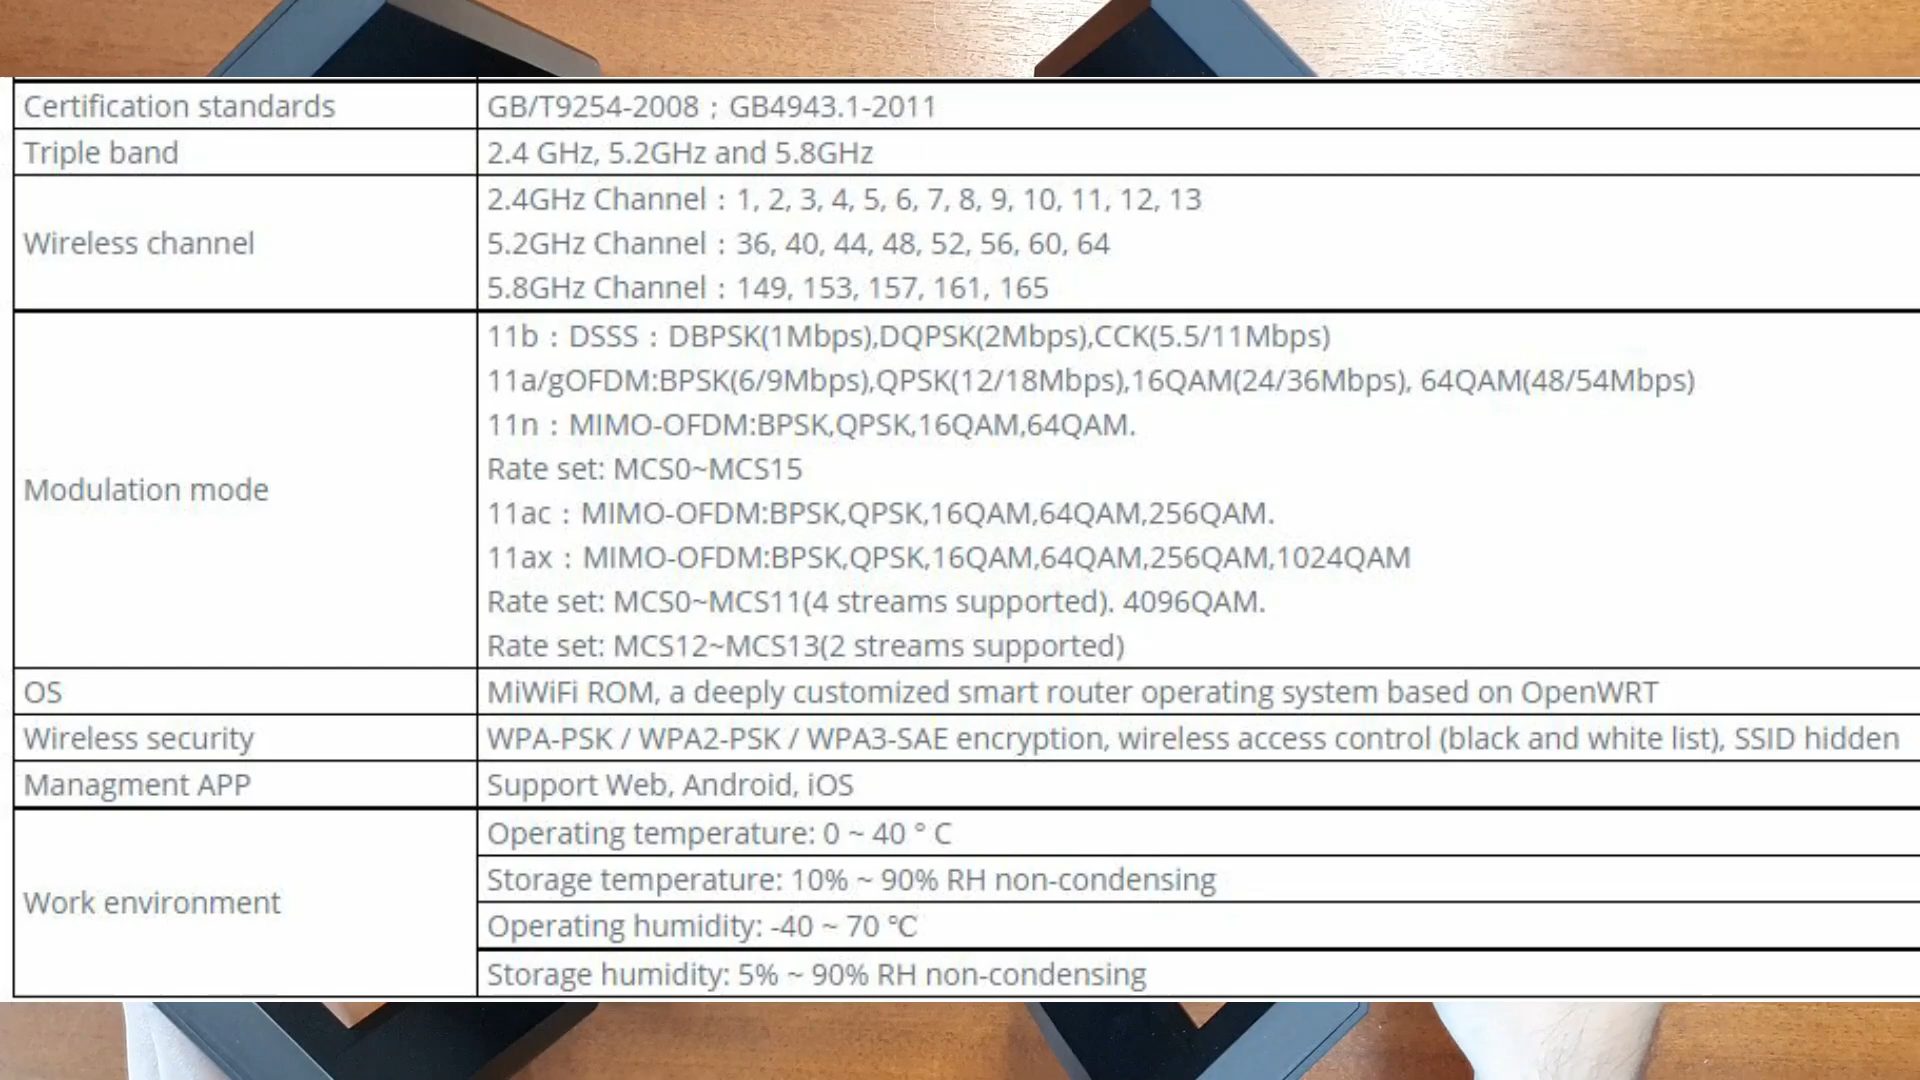 Certification standards
GB/T9254-2008；GB4943.1-2011
Triple band
2.4 GHz, 5.2GHz and 5.8GHz
Wireless channel
2.4GHz Channel：1, 2, 3, 4, 5, 6, 7, 8, 9, 10, 11, 12, 13
5.2GHz Channel：36, 40, 44, 48, 52, 56, 60, 64
5.8GHz Channel：149, 153, 157, 161, 165
Modulation mode
11b：DSSS：DBPSK(1Mbps),DQPSK(2Mbps),CCK(5.5/11Mbps)
11a/gOFDM:BPSK(6/9Mbps),QPSK(12/18Mbps),16QAM(24/36Mbps), 64QAM(48/54Mbps)
11n：MIMO-OFDM:BPSK,QPSK,16QAM,64QAM.
Rate set: MCS0~MCS15
11ac：MIMO-OFDM:BPSK,QPSK,16QAM,64QAM,256QAM.
11ax：MIMO-OFDM:BPSK,QPSK,16QAM,64QAM,256QAM,1024QAM
Rate set: MCS0~MCS11(4 streams supported). 4096QAM.
Rate set: MCS12~MCS13(2 streams supported)
OS
MiWiFi ROM, a deeply customized smart router operating system based on OpenWRT
Wireless security
WPA-PSK / WPA2-PSK / WPA3-SAE encryption, wireless access control (black and white list), SSID hidden
Managment APP
Support Web, Android, iOS
Work environment
Operating temperature: 0 ~ 40 ° C
Storage temperature: 10% ~ 90% RH non-condensing
Operating humidity: -40 ~ 70 ℃
Storage humidity: 5% ~ 90% RH non-condensing